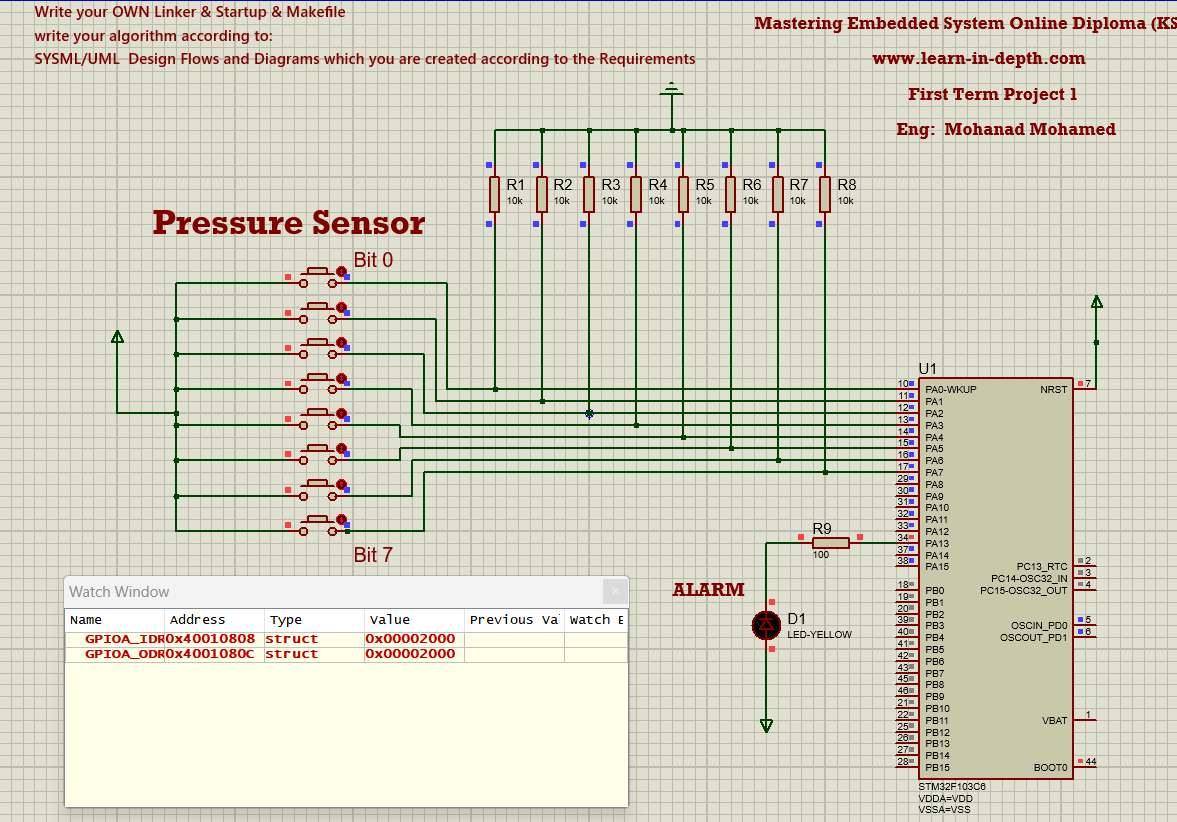 Write your OWN Linker & Startup & Makefile
write your algorithm according to:
SYSML/UML Design Flows and Diagrams which you are created according to the Requirements
Mastering Embedded System Online Diploma (KS
www.learn-in-depth.com
First Term Project 1
Eng: Mohanad Mohamed
R1 R2 R3 R4 R5 R6 R7 R8
10k 10k 10k 10k 10k 10k 10k 10k
Pressure Sensor
Bit 0
Bit 7
U1
10 PA0-WKUP NRST 7
11 PA1
12 PA2
13 PA3
14 PA4
15 PA5
16 PA6
17 PA7
29 PA8
30 PA9
31 PA10
32 PA11
33 PA12
34 PA13
37 PA14
38 PA15 PC13_RTC 2
PC14-OSC32_IN 3
18 PB0 PC15-OSC32_OUT 4
19 PB1
20 PB2
39 PB3 OSCIN_PD0 5
40 PB4 OSCOUT_PD1 6
41 PB5
42 PB6
43 PB7
45 PB8
46 PB9
21 PB10
22 PB11 VBAT 1
25 PB12
26 PB13
27 PB14
28 PB15 BOOT0 44
STM32F103C6
VDDA=VDD
VSSA=VSS
R9
100
ALARM
D1
LED-YELLOW
Watch Window
Name Address Type Value Previous Va Watch E
GPIOA_IDR 0x40010808 struct 0x00002000
GPIOA_ODR 0x4001080C struct 0x00002000